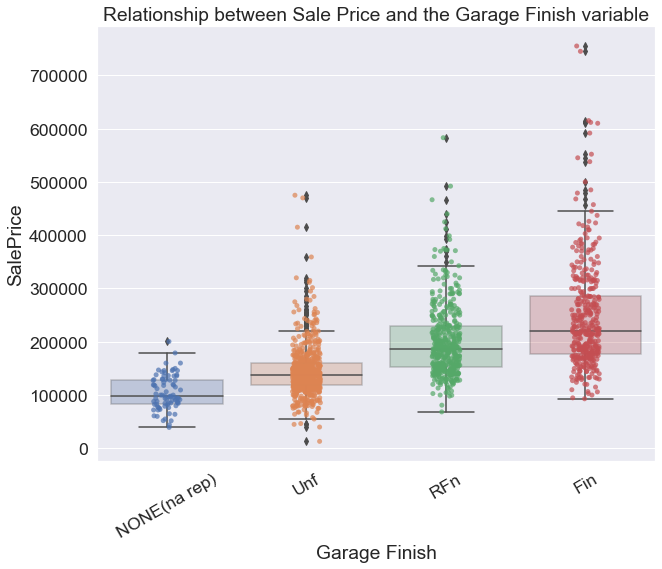 Relationship between Sale Price and the Garage Finish variable
SalePrice
700000
600000
500000
400000
300000
200000
100000
0
NONE(na rep)
Unf
RFn
Fin
Garage Finish